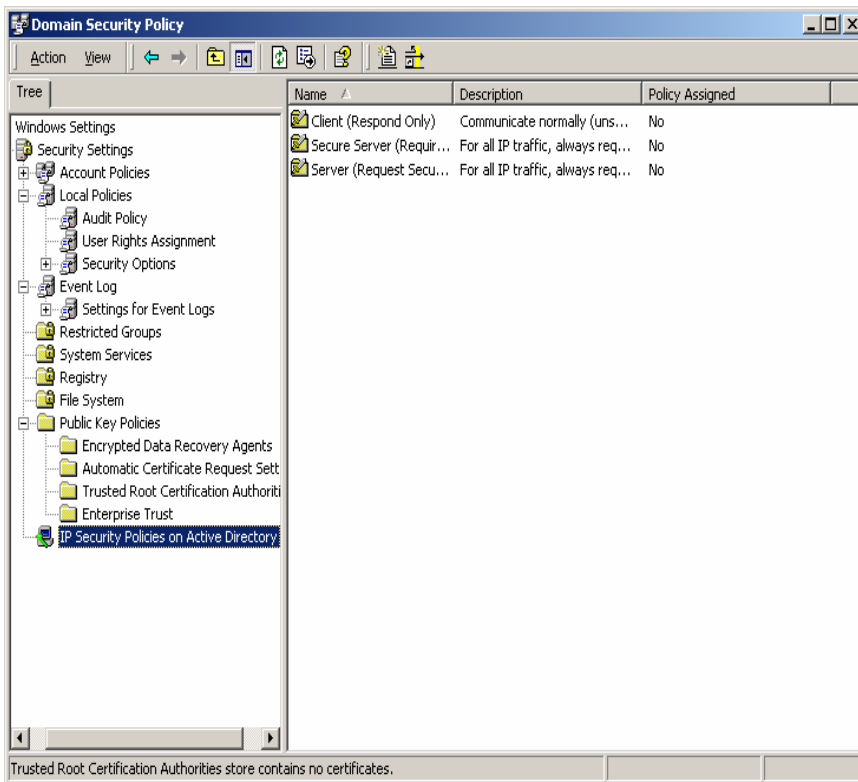 Domain Security Policy
Action View
Tree
Name Description Policy Assigned
Windows Settings
Security Settings
Account Policies
Local Policies
Audit Policy
User Rights Assignment
Security Options
Event Log
Settings for Event Logs
Restricted Groups
System Services
Registry
File System
Public Key Policies
Encrypted Data Recovery Agents
Automatic Certificate Request Sett
Trusted Root Certification Authoriti
Enterprise Trust
IP Security Policies on Active Directory
Client (Respond Only) Communicate normally (uns... No
Secure Server (Requir... For all IP traffic, always req... No
Server (Request Secu... For all IP traffic, always req... No
Trusted Root Certification Authorities store contains no certificates.